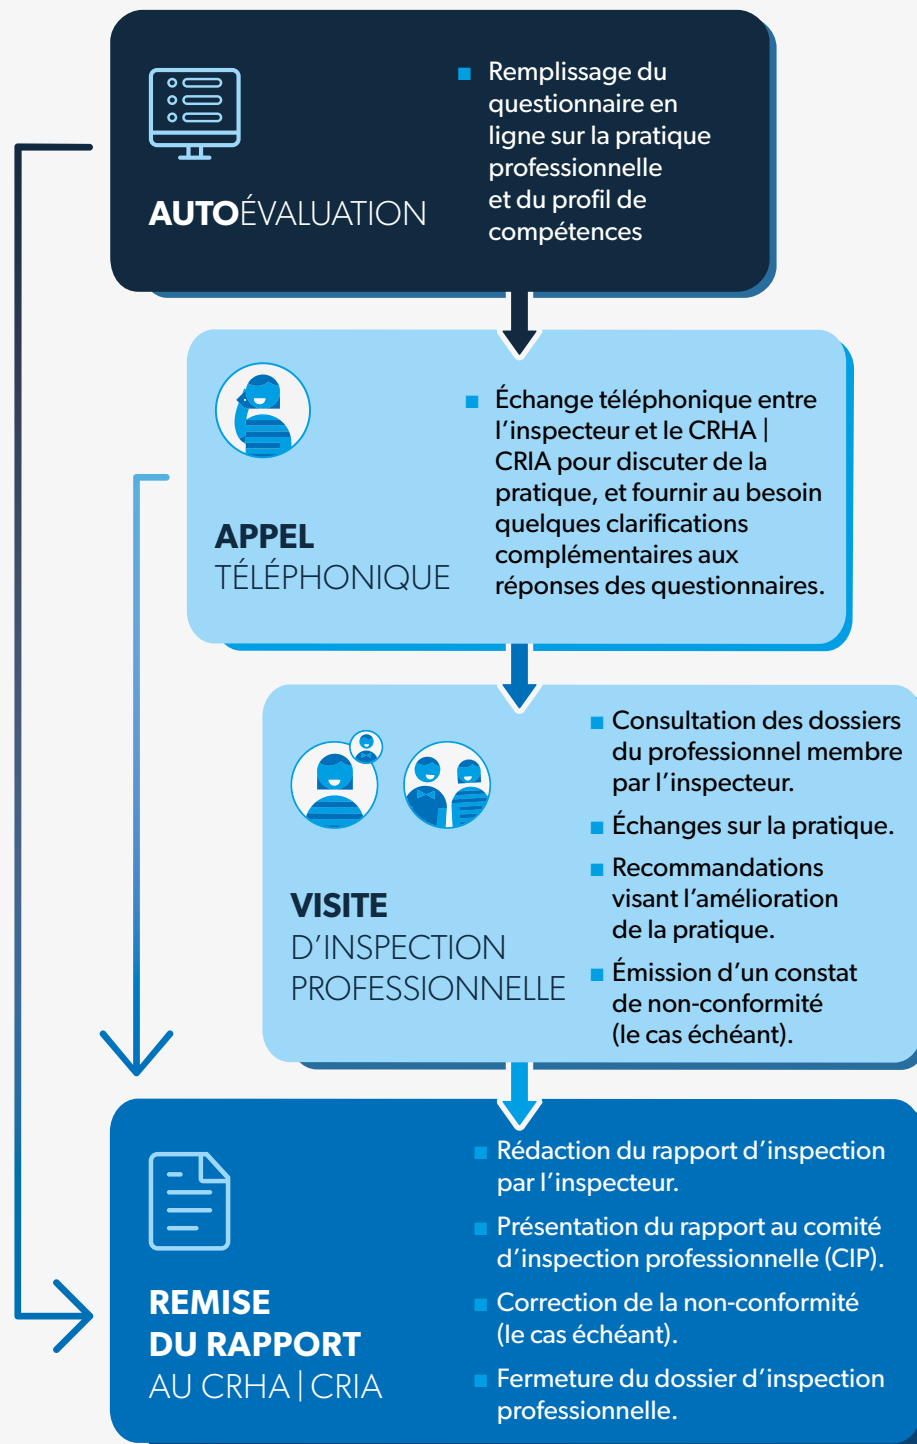 AUTOÉVALUATION
■ Remplissage du
questionnaire en
ligne sur la pratique
professionnelle
et du profil de
compétences
APPEL
TÉLÉPHONIQUE
■ Échange téléphonique entre
l’inspecteur et le CRHA |
CRIA pour discuter de la
pratique, et fournir au besoin
quelques clarifications
complémentaires aux
réponses des questionnaires.
VISITE
D’INSPECTION
PROFESSIONNELLE
■ Consultation des dossiers
du professionnel membre
par l’inspecteur.
■ Échanges sur la pratique.
■ Recommandations
visant l’amélioration
de la pratique.
■ Émission d’un constat
de non-conformité
(le cas échéant).
REMISE
DU RAPPORT
AU CRHA | CRIA
■ Rédaction du rapport d’inspection
par l’inspecteur.
■ Présentation du rapport au comité
d’inspection professionnelle (CIP).
■ Correction de la non-conformité
(le cas échéant).
■ Fermeture du dossier d’inspection
professionnelle.